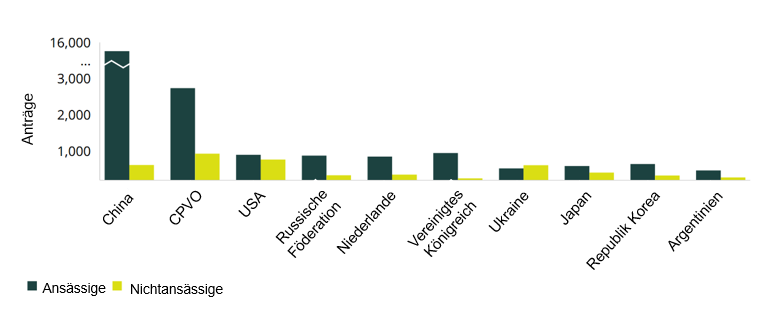 16,000
...
3,000
2,000
1,000
Anträge
China
CPVO
USA
Russische
Föderation
Niederlande
Vereinigtes
Königreich
Ukraine
Japan
Republik Korea
Argentinien
Ansässige
Nichtansässige